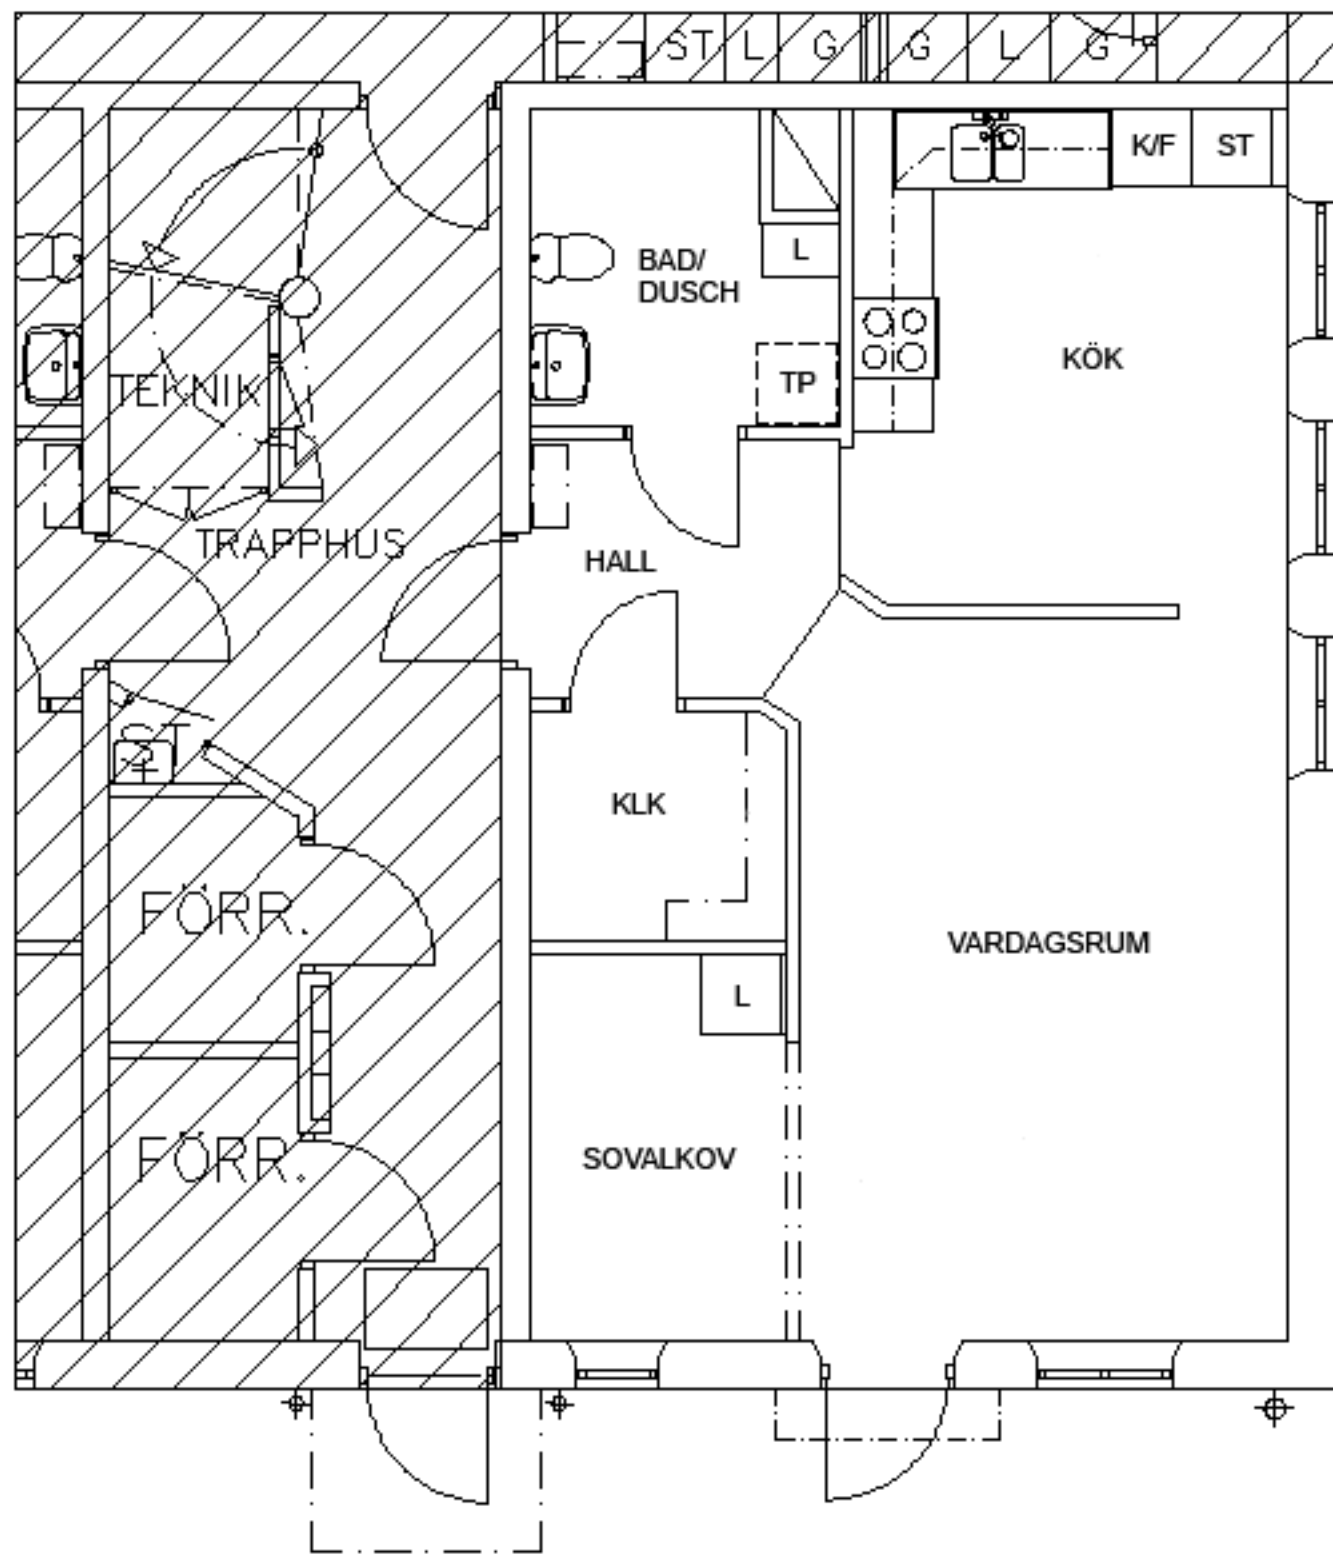 ST L G G L G
K/F ST
BAD/
DUSCH
L
TP
KÖK
TEKNIK
TRAPPHUS
HALL
ST
KLK
FÖRR.
VARDAGSRUM
L
FÖRR.
SOVALKOV